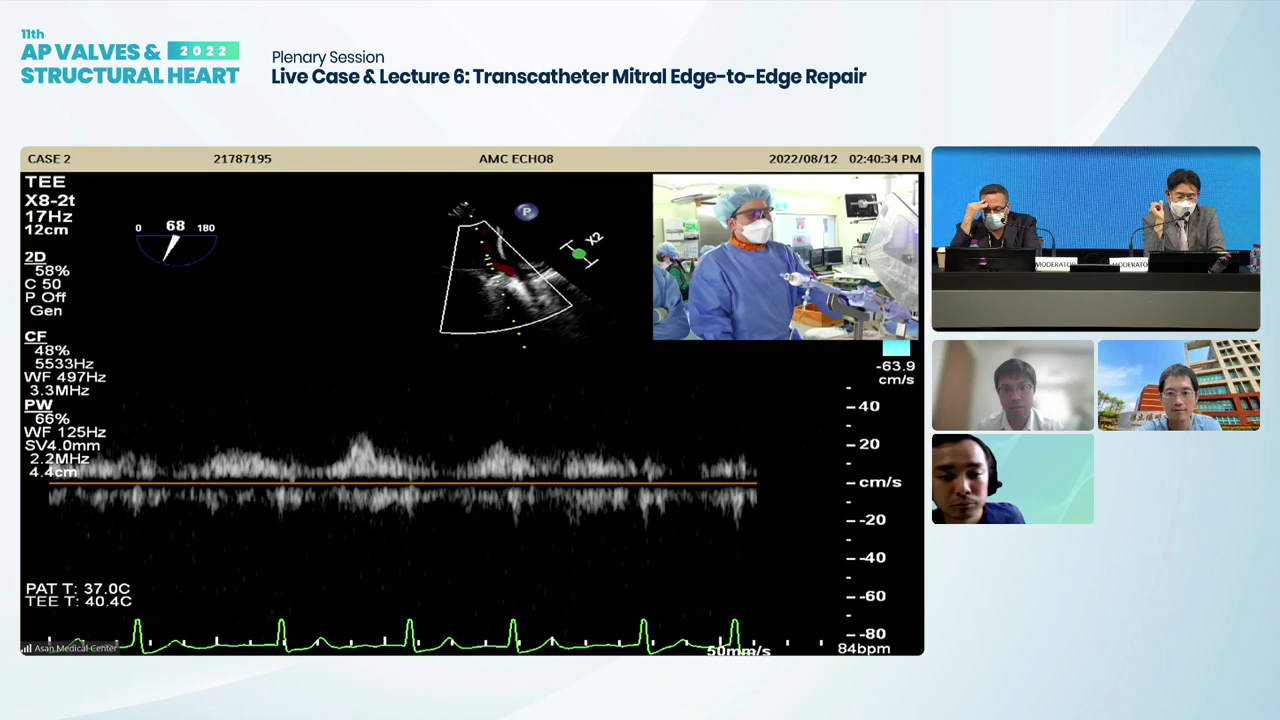 11th
AP VALVES & 2022
STRUCTURAL HEART
Plenary Session
Live Case & Lecture 6: Transcatheter Mitral Edge-to-Edge Repair
CASE 2 21787195 AMC ECHO8 2022/08/12 02:40:34 PM
TEE
X8-2t
17Hz
12cm
0 68 180
P
X2
2D
58%
C 50
P Off
Gen
CF
48%
5533Hz
WF 497Hz
3.3MHz
PW
66%
WF 125Hz
SV4.0mm
2.2MHz
4.4cm
-63.9
cm/s
40
20
cm/s
-20
-40
-60
-80
PAT T: 37.0C
TEE T: 40.4C
Asan Medical Center
50mm/s
84bpm
MODERATOR
MODERATOR